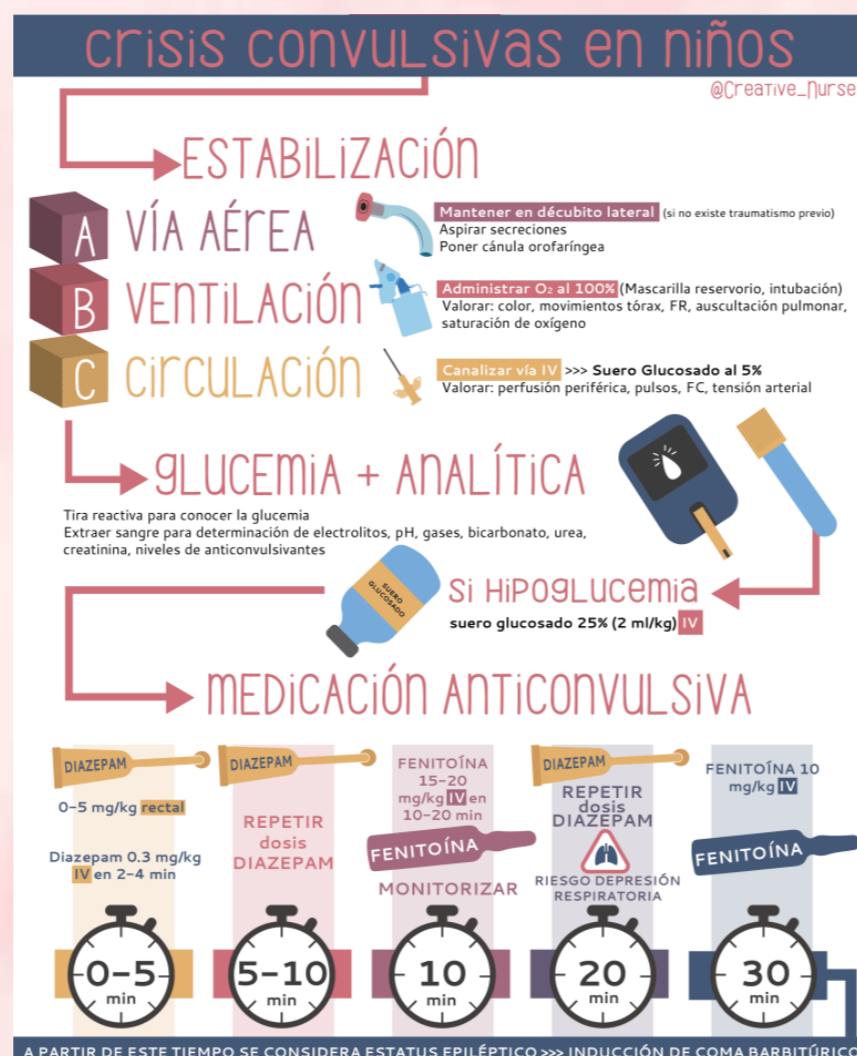 crisis convulsivas en niños
@Creative_Nurse
ESTABILIZACIÓN
A VÍA AÉREA
Mantener en décubito lateral (si no existe traumatismo previo)
Aspirar secreciones
Poner cánula orofaríngea
B VENTILACIÓN
Administrar O₂ al 100% (Mascarilla reservorio, intubación)
Valorar: color, movimientos tórax, FR, auscultación pulmonar,
saturación de oxígeno
C CIRCULACIÓN
Canalizar vía IV >>> Suero Glucosado al 5%
Valorar: perfusión periférica, pulsos, FC, tensión arterial
GLUCEMIA + ANALÍTICA
Tira reactiva para conocer la glucemia
Extraer sangre para determinación de electrolitos, pH, gases, bicarbonato, urea,
creatinina, niveles de anticonvulsivantes
SUERO
GLUCOSADO
Si HIPOGLUCEMIA
suero glucosado 25% (2 ml/kg) IV
MEDICACIÓN ANTICONVULSIVA
DIAZEPAM
0-5 mg/kg rectal
Diazepam 0.3 mg/kg
IV en 2-4 min
0-5
min
DIAZEPAM
REPETIR
dosis
DIAZEPAM
5-10
min
FENITOÍNA
15-20
mg/kg IV en
10-20 min
FENITOÍNA
MONITORIZAR
10
min
DIAZEPAM
REPETIR
dosis
DIAZEPAM
RIESGO DEPRESIÓN
RESPIRATORIA
20
min
FENITOÍNA 10
mg/kg IV
FENITOÍNA
30
min
A PARTIR DE ESTE TIEMPO SE CONSIDERA ESTATUS EPILÉPTICO >>> INDUCCIÓN DE COMA BARBITÚRICO